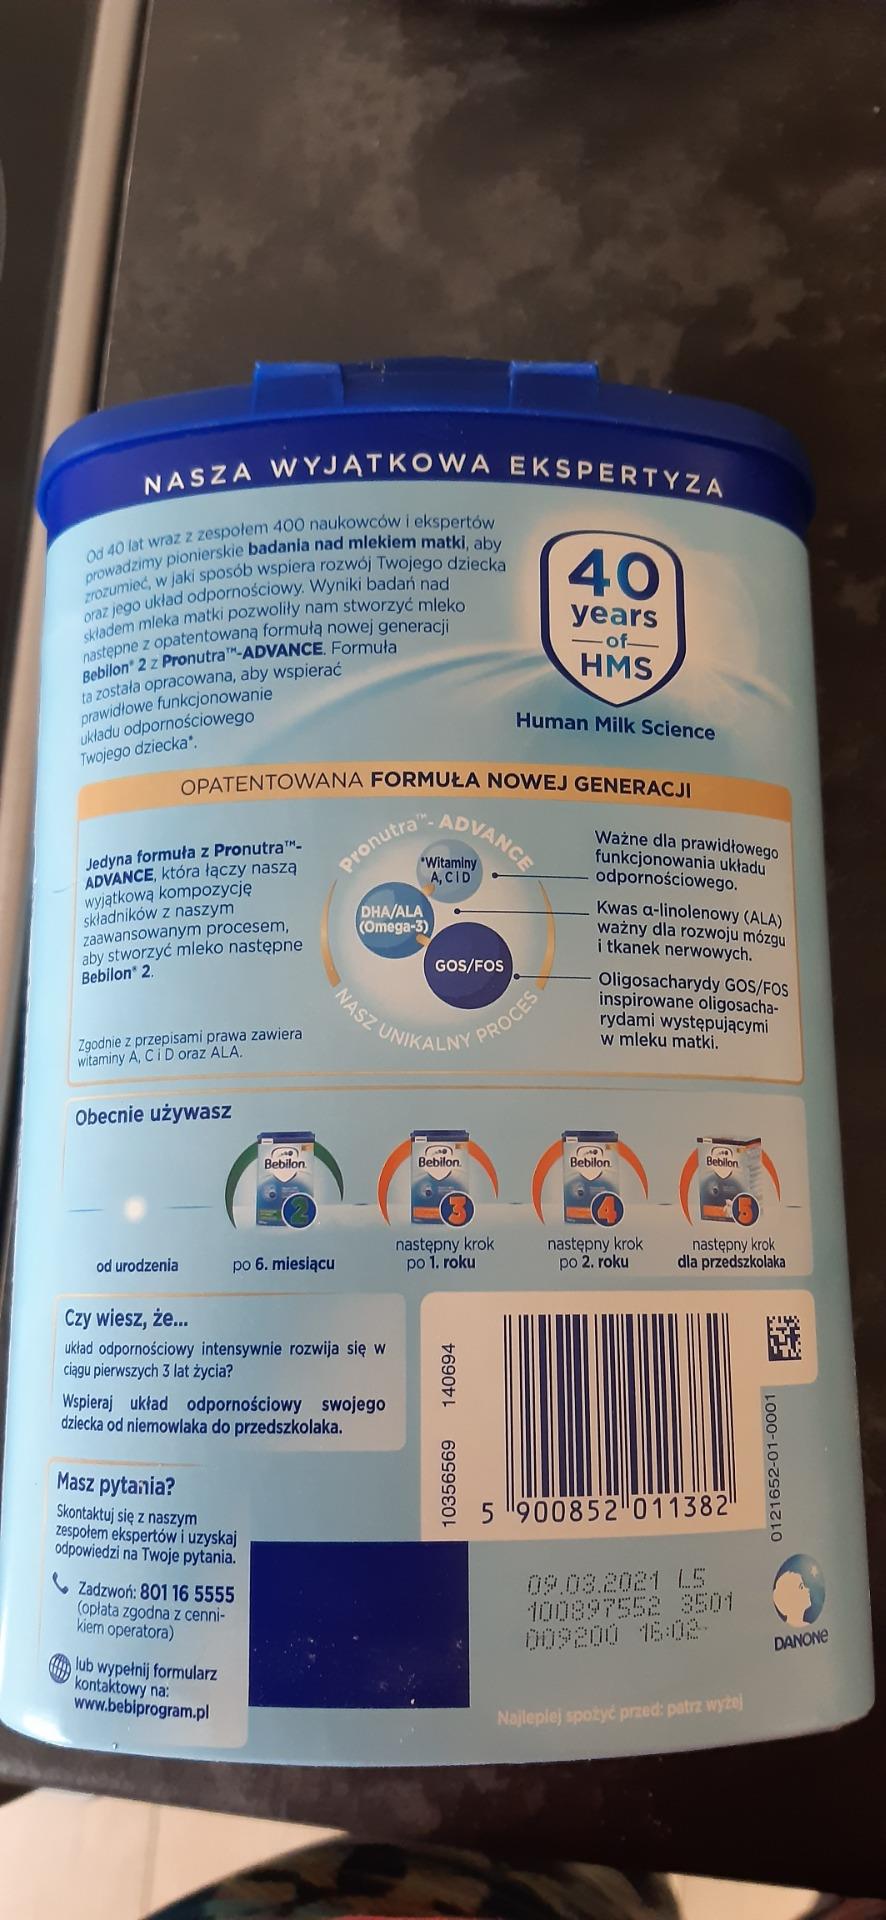 NASZA WYJĄTKOWA EKSPERTYZA
Od 40 lat wraz z zespołem 400 naukowców i ekspertów
prowadzimy pionierskie badania nad mlekiem matki, aby
zrozumieć, w jaki sposób wspiera rozwój Twojego dziecka
oraz jego układ odpornościowy. Wyniki badań nad
składem mleka matki pozwoliły nam stworzyć mleko
następne z opatentowaną formułą nowej generacji
Bebilon® 2 z Pronutra™-ADVANCE. Formuła
ta została opracowana, aby wspierać
prawidłowe funkcjonowanie
układu odpornościowego
Twojego dziecka*.
40
years
of
HMS
Human Milk Science
OPATENTOWANA FORMUŁA NOWEJ GENERACJI
Jedyna formuła z Pronutra™-
ADVANCE, która łączy naszą
wyjątkową kompozycję
składników z naszym
zaawansowanym procesem,
aby stworzyć mleko następne
Bebilon® 2.
Zgodnie z przepisami prawa zawiera
witaminy A, C i D oraz ALA.
Pronutra™-ADVANCE
*Witaminy
A, C i D
DHA/ALA
(Omega-3)
GOS/FOS
NASZ UNIKALNY PROCES
Ważne dla prawidłowego
funkcjonowania układu
odpornościowego.
Kwas α-linolenowy (ALA)
ważny dla rozwoju mózgu
i tkanek nerwowych.
Oligosacharydy GOS/FOS
inspirowane oligosacha-
rydami występującymi
w mleku matki.
Obecnie używasz
Bebilon 2
Bebilon 3
Bebilon 4
Bebilon 5
od urodzenia
po 6. miesiącu
następny krok
po 1. roku
następny krok
po 2. roku
następny krok
dla przedszkolaka
Czy wiesz, że...
układ odpornościowy intensywnie rozwija się w
ciągu pierwszych 3 lat życia?
Wspieraj układ odpornościowy swojego
dziecka od niemowlaka do przedszkolaka.
10356569 140694
5 900852 011382
0121652-01-0001
Masz pytania?
Skontaktuj się z naszym
zespołem ekspertów i uzyskaj
odpowiedzi na Twoje pytania.
Zadzwoń: 801 16 5555
(opłata zgodna z cenni-
kiem operatora)
lub wypełnij formularz
kontaktowy na:
www.bebiprogram.pl
09.03.2021 L5
100897552 3501
009200 16:02
DANONE
Najlepiej spożyć przed: patrz wyżej